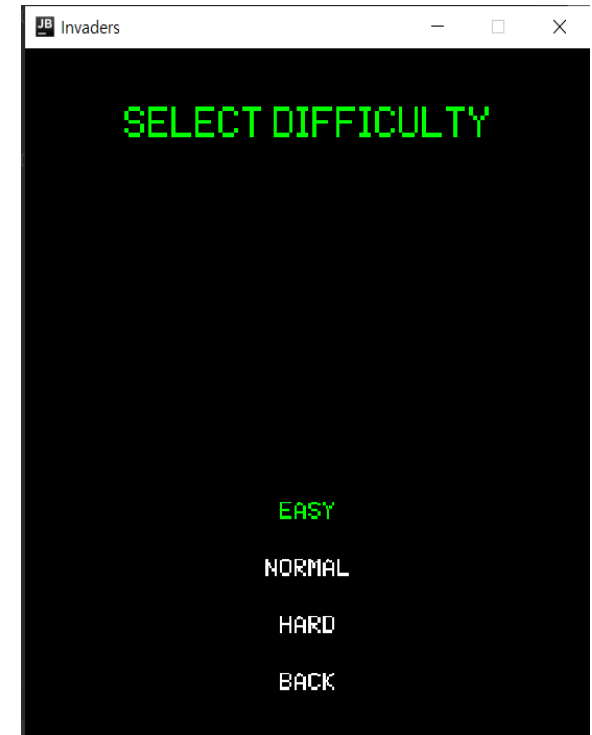 JB Invaders
SELECT DIFFICULTY
EASY
NORMAL
HARD
BACK